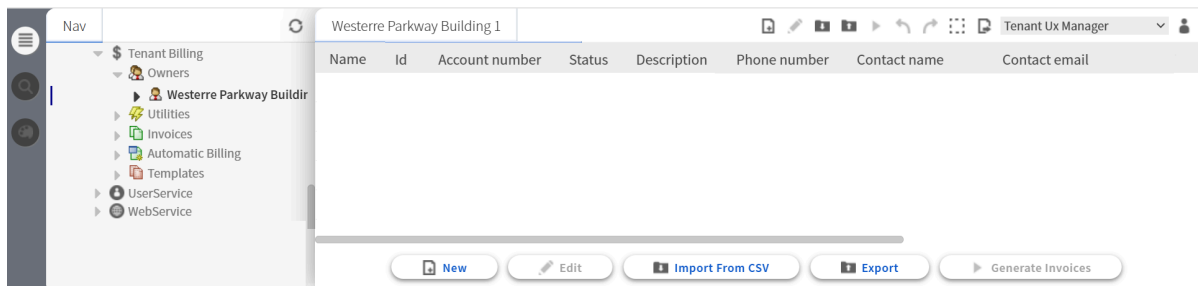 Nav
Westerre Parkway Building 1
Tenant Ux Manager
Tenant Billing
Owners
Westerre Parkway Buildir
Utilities
Invoices
Automatic Billing
Templates
UserService
WebService
Name Id Account number Status Description Phone number Contact name Contact email
New Edit Import From CSV Export Generate Invoices